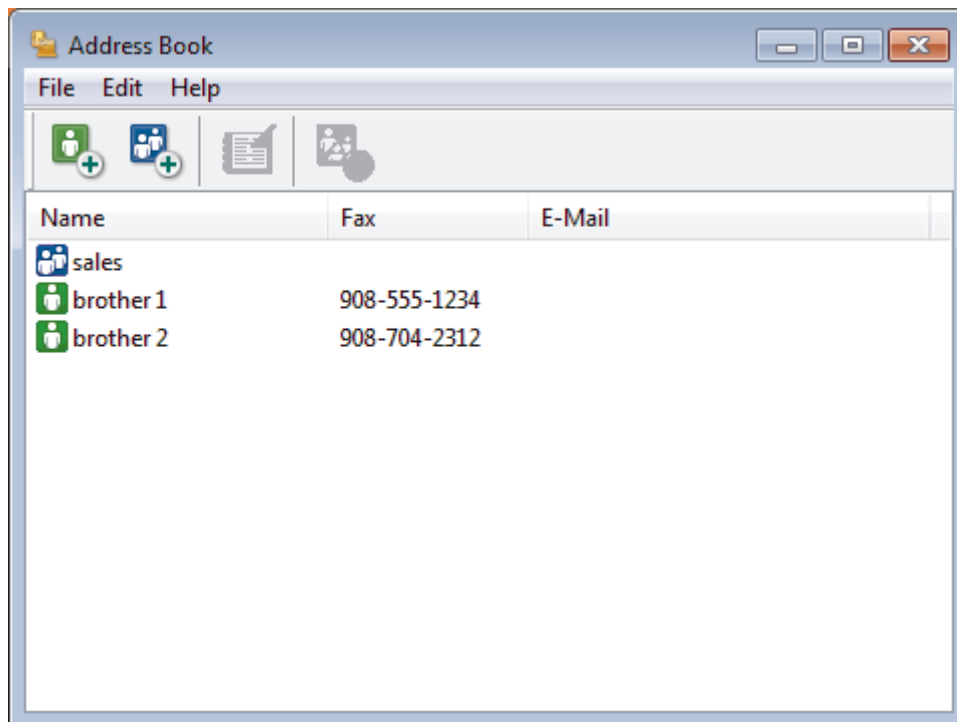 Address Book
File Edit Help
Name Fax E-Mail
sales
brother 1 908-555-1234
brother 2 908-704-2312